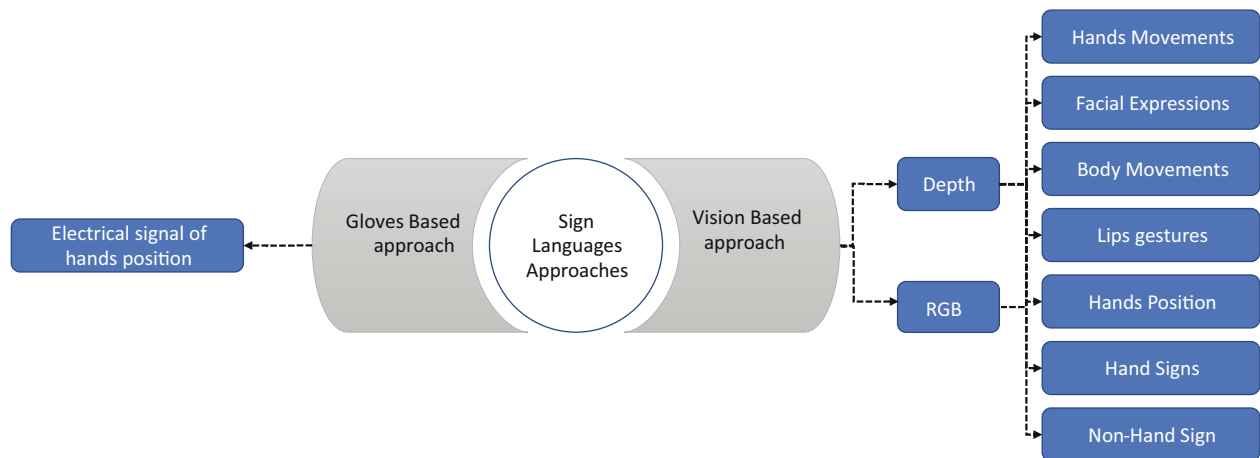 Electrical signal of
hands position
Gloves Based
approach
Sign
Languages
Approaches
Vision Based
approach
Depth
RGB
Hands Movements
Facial Expressions
Body Movements
Lips gestures
Hands Position
Hand Signs
Non-Hand Sign